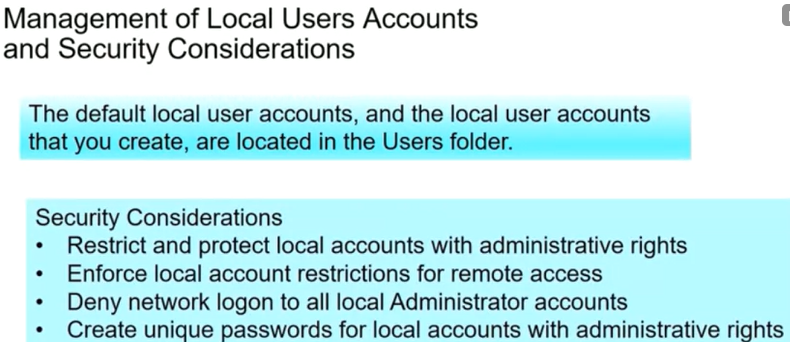 Management of Local Users Accounts
and Security Considerations
The default local user accounts, and the local user accounts
that you create, are located in the Users folder.
Security Considerations
• Restrict and protect local accounts with administrative rights
• Enforce local account restrictions for remote access
• Deny network logon to all local Administrator accounts
• Create unique passwords for local accounts with administrative rights